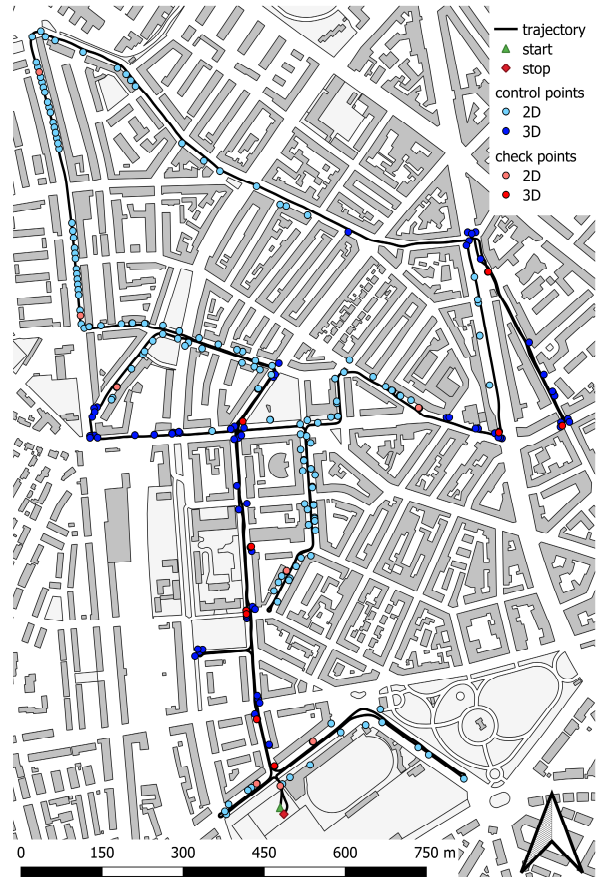 trajectory
start
stop
control points
2D
3D
check points
2D
3D
0 150 300 450 600 750 m